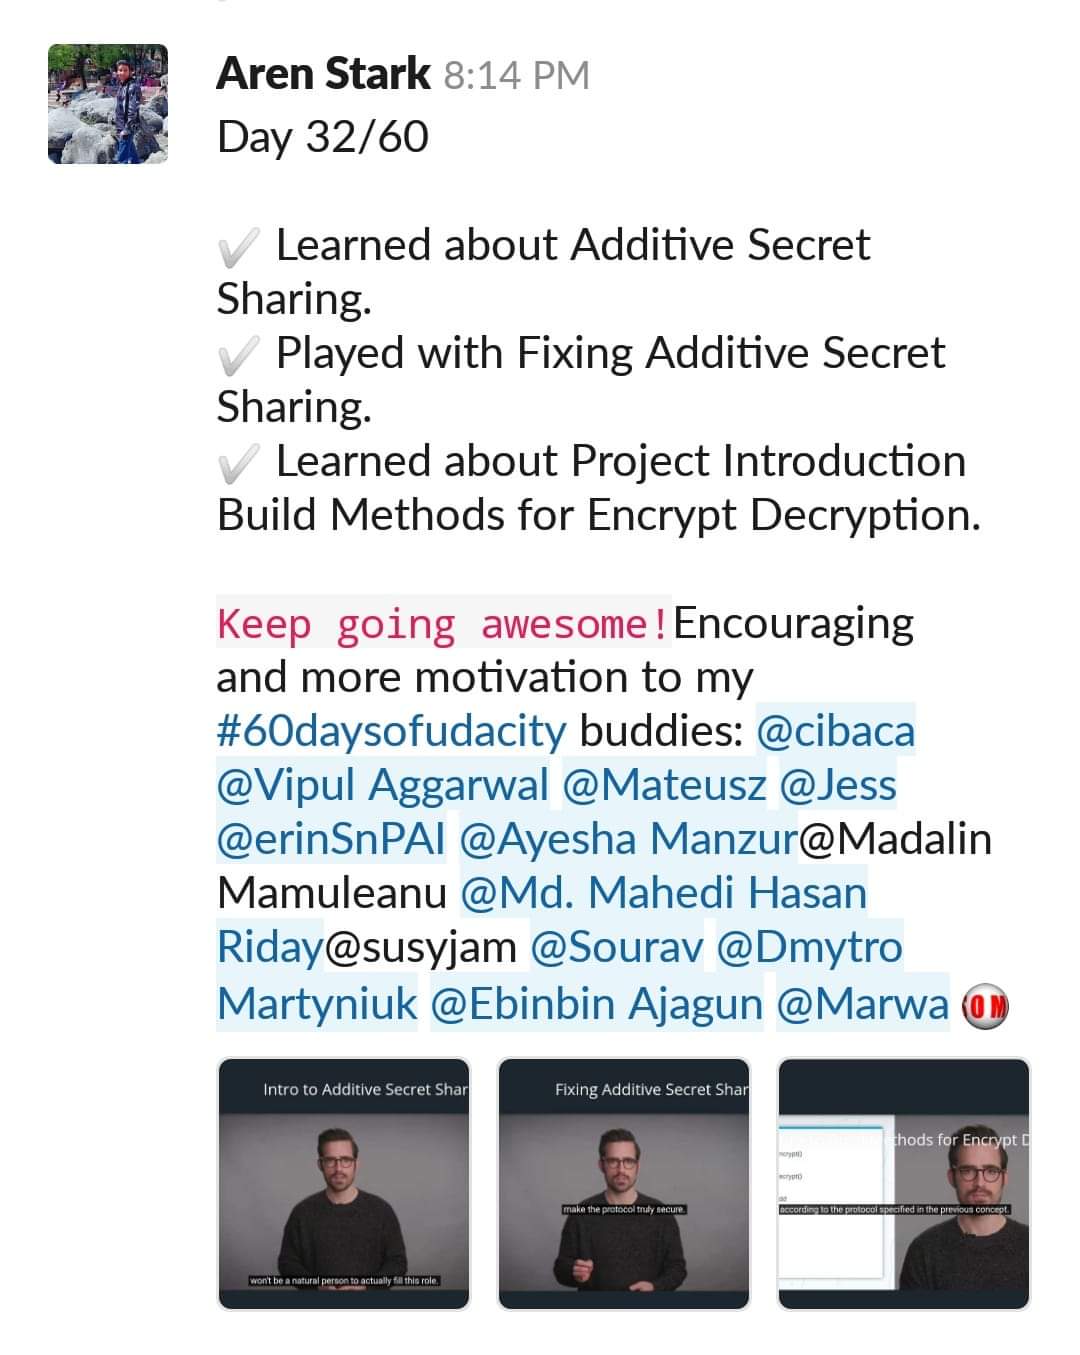 Aren Stark 8:14 PM
Day 32/60
✔ Learned about Additive Secret
Sharing.
✔ Played with Fixing Additive Secret
Sharing.
✔ Learned about Project Introduction
Build Methods for Encrypt Decryption.
Keep going awesome!Encouraging
and more motivation to my
#60daysofudacity buddies: @cibaca
@Vipul Aggarwal @Mateusz @Jess
@erinSnPAI @Ayesha Manzur@Madalin
Mamuleanu @Md. Mahedi Hasan
Riday@susyjam @Sourav @Dmytro
Martyniuk @Ebinbin Ajagun @Marwa OM
Intro to Additive Secret Shar
won't be a natural person to actually fill this role.
Fixing Additive Secret Shar
make the protocol truly secure.
thods for Encrypt D
ncrypt()
ecrypt()
dd
according to the protocol specified in the previous concept.